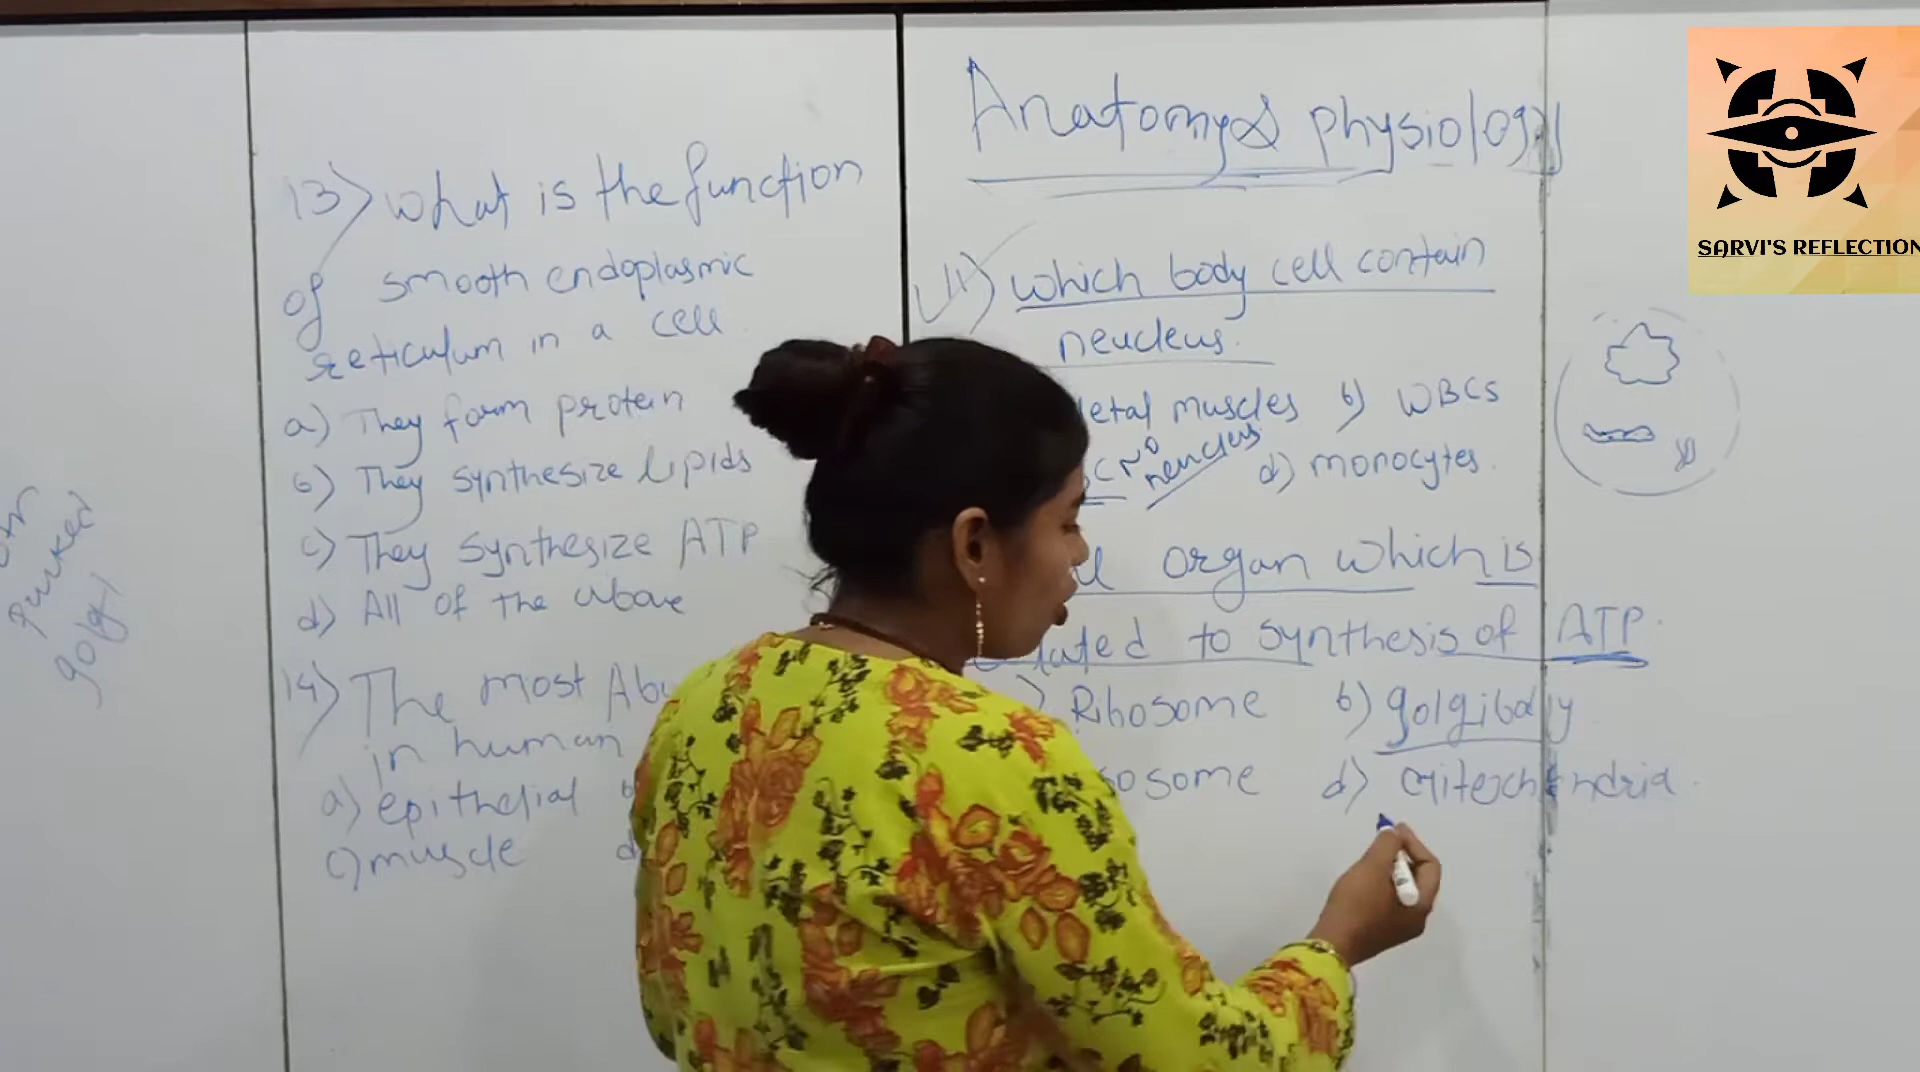 Anatomy & physiology
SARVI'S REFLECTION
11) which body cell contain
neucleus.
letal muscles b) WBCs
neucleus
d) monocytes.
organ which is
lated to synthesis of ATP.
Ribosome b) golgibody
osome d) mitochondria.
13) what is the function
of smooth endoplasmic
reticulum in a cell
a) They form protein
b) They synthesize lipids
c) They synthesize ATP
d) All of the above
14) The most Abu
in human
a) epithelial b
c) muscle d
golgi